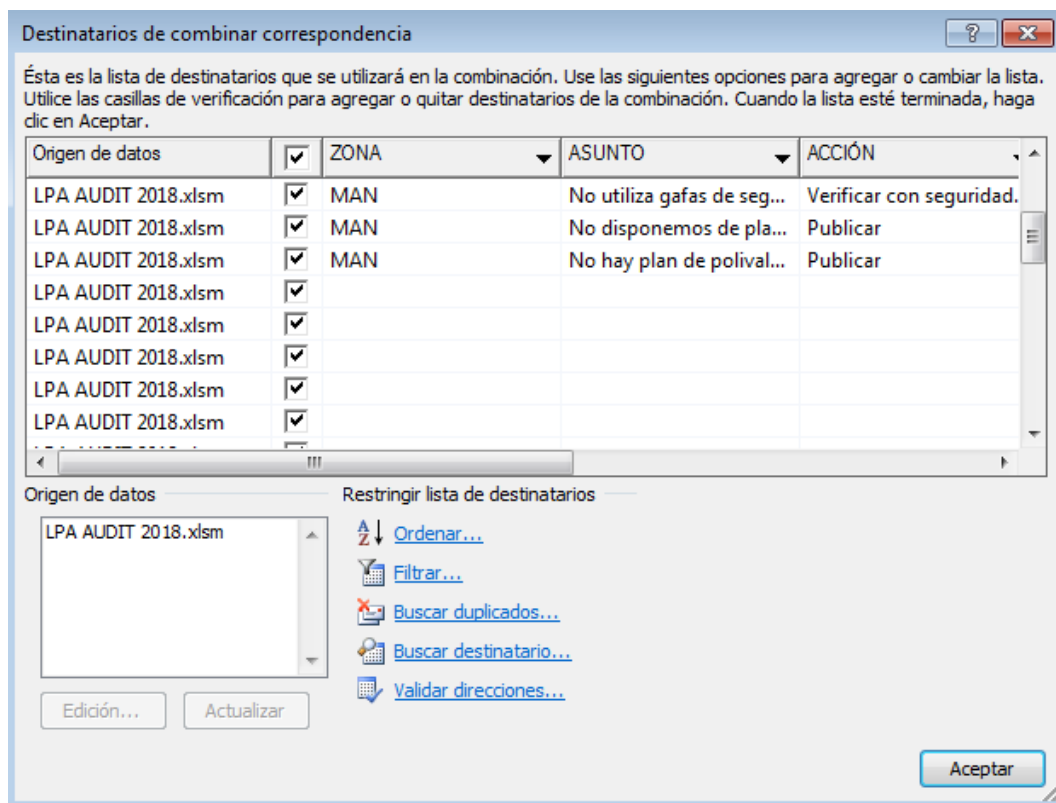 Destinatarios de combinar correspondencia
Ésta es la lista de destinatarios que se utilizará en la combinación. Use las siguientes opciones para agregar o cambiar la lista.
Utilice las casillas de verificación para agregar o quitar destinatarios de la combinación. Cuando la lista esté terminada, haga
clic en Aceptar.
Origen de datos ZONA ASUNTO ACCIÓN
LPA AUDIT 2018.xlsm MAN No utiliza gafas de seg... Verificar con seguridad.
LPA AUDIT 2018.xlsm MAN No disponemos de pla... Publicar
LPA AUDIT 2018.xlsm MAN No hay plan de polival... Publicar
LPA AUDIT 2018.xlsm
LPA AUDIT 2018.xlsm
LPA AUDIT 2018.xlsm
LPA AUDIT 2018.xlsm
LPA AUDIT 2018.xlsm
Origen de datos Restringir lista de destinatarios
LPA AUDIT 2018.xlsm
Ordenar...
Filtrar...
Buscar duplicados...
Buscar destinatario...
Validar direcciones...
Edición... Actualizar
Aceptar